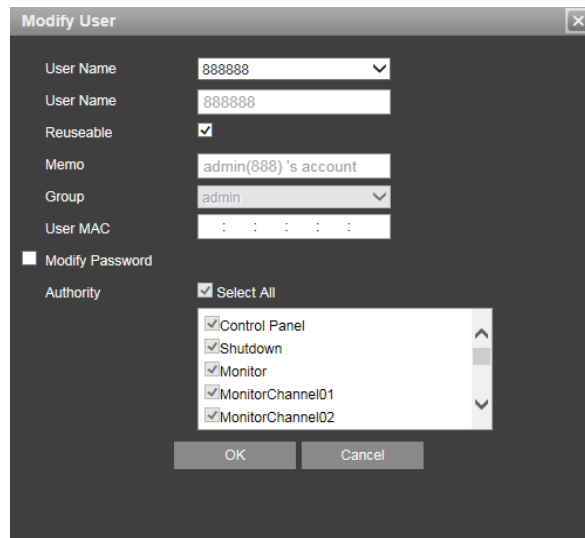 Modify User
User Name 888888
User Name 888888
Reuseable
Memo admin(888) 's account
Group admin
User MAC : : : : :
Modify Password
Authority Select All
Control Panel
Shutdown
Monitor
MonitorChannel01
MonitorChannel02
OK Cancel